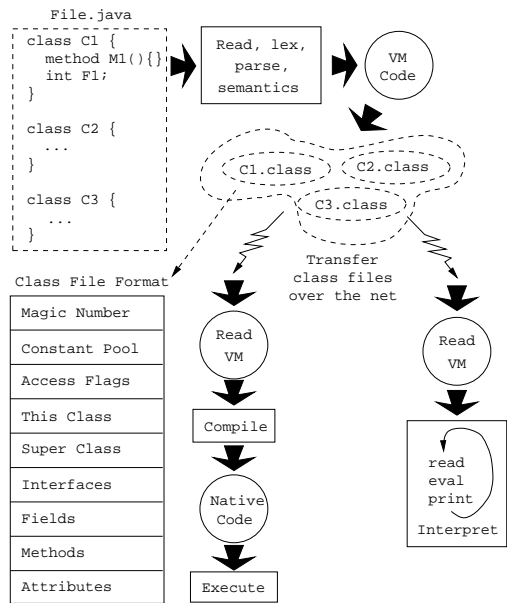 File.java
class C1 {
method M1(){}
int F1;
}
class C2 {
...
}
class C3 {
...
}
Read, lex,
parse,
semantics
VM
Code
C1.class
C2.class
C3.class
Transfer
class files
over the net
Class File Format
Magic Number
Constant Pool
Access Flags
This Class
Super Class
Interfaces
Fields
Methods
Attributes
Read
VM
Compile
Native
Code
Execute
Read
VM
read
eval
print
Interpret